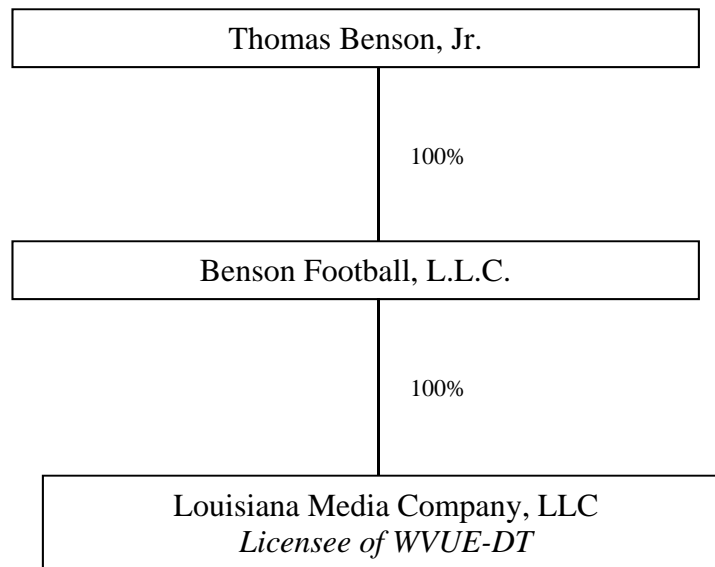 Thomas Benson, Jr.
100%
Benson Football, L.L.C.
100%
Louisiana Media Company, LLC
Licensee of WVUE-DT